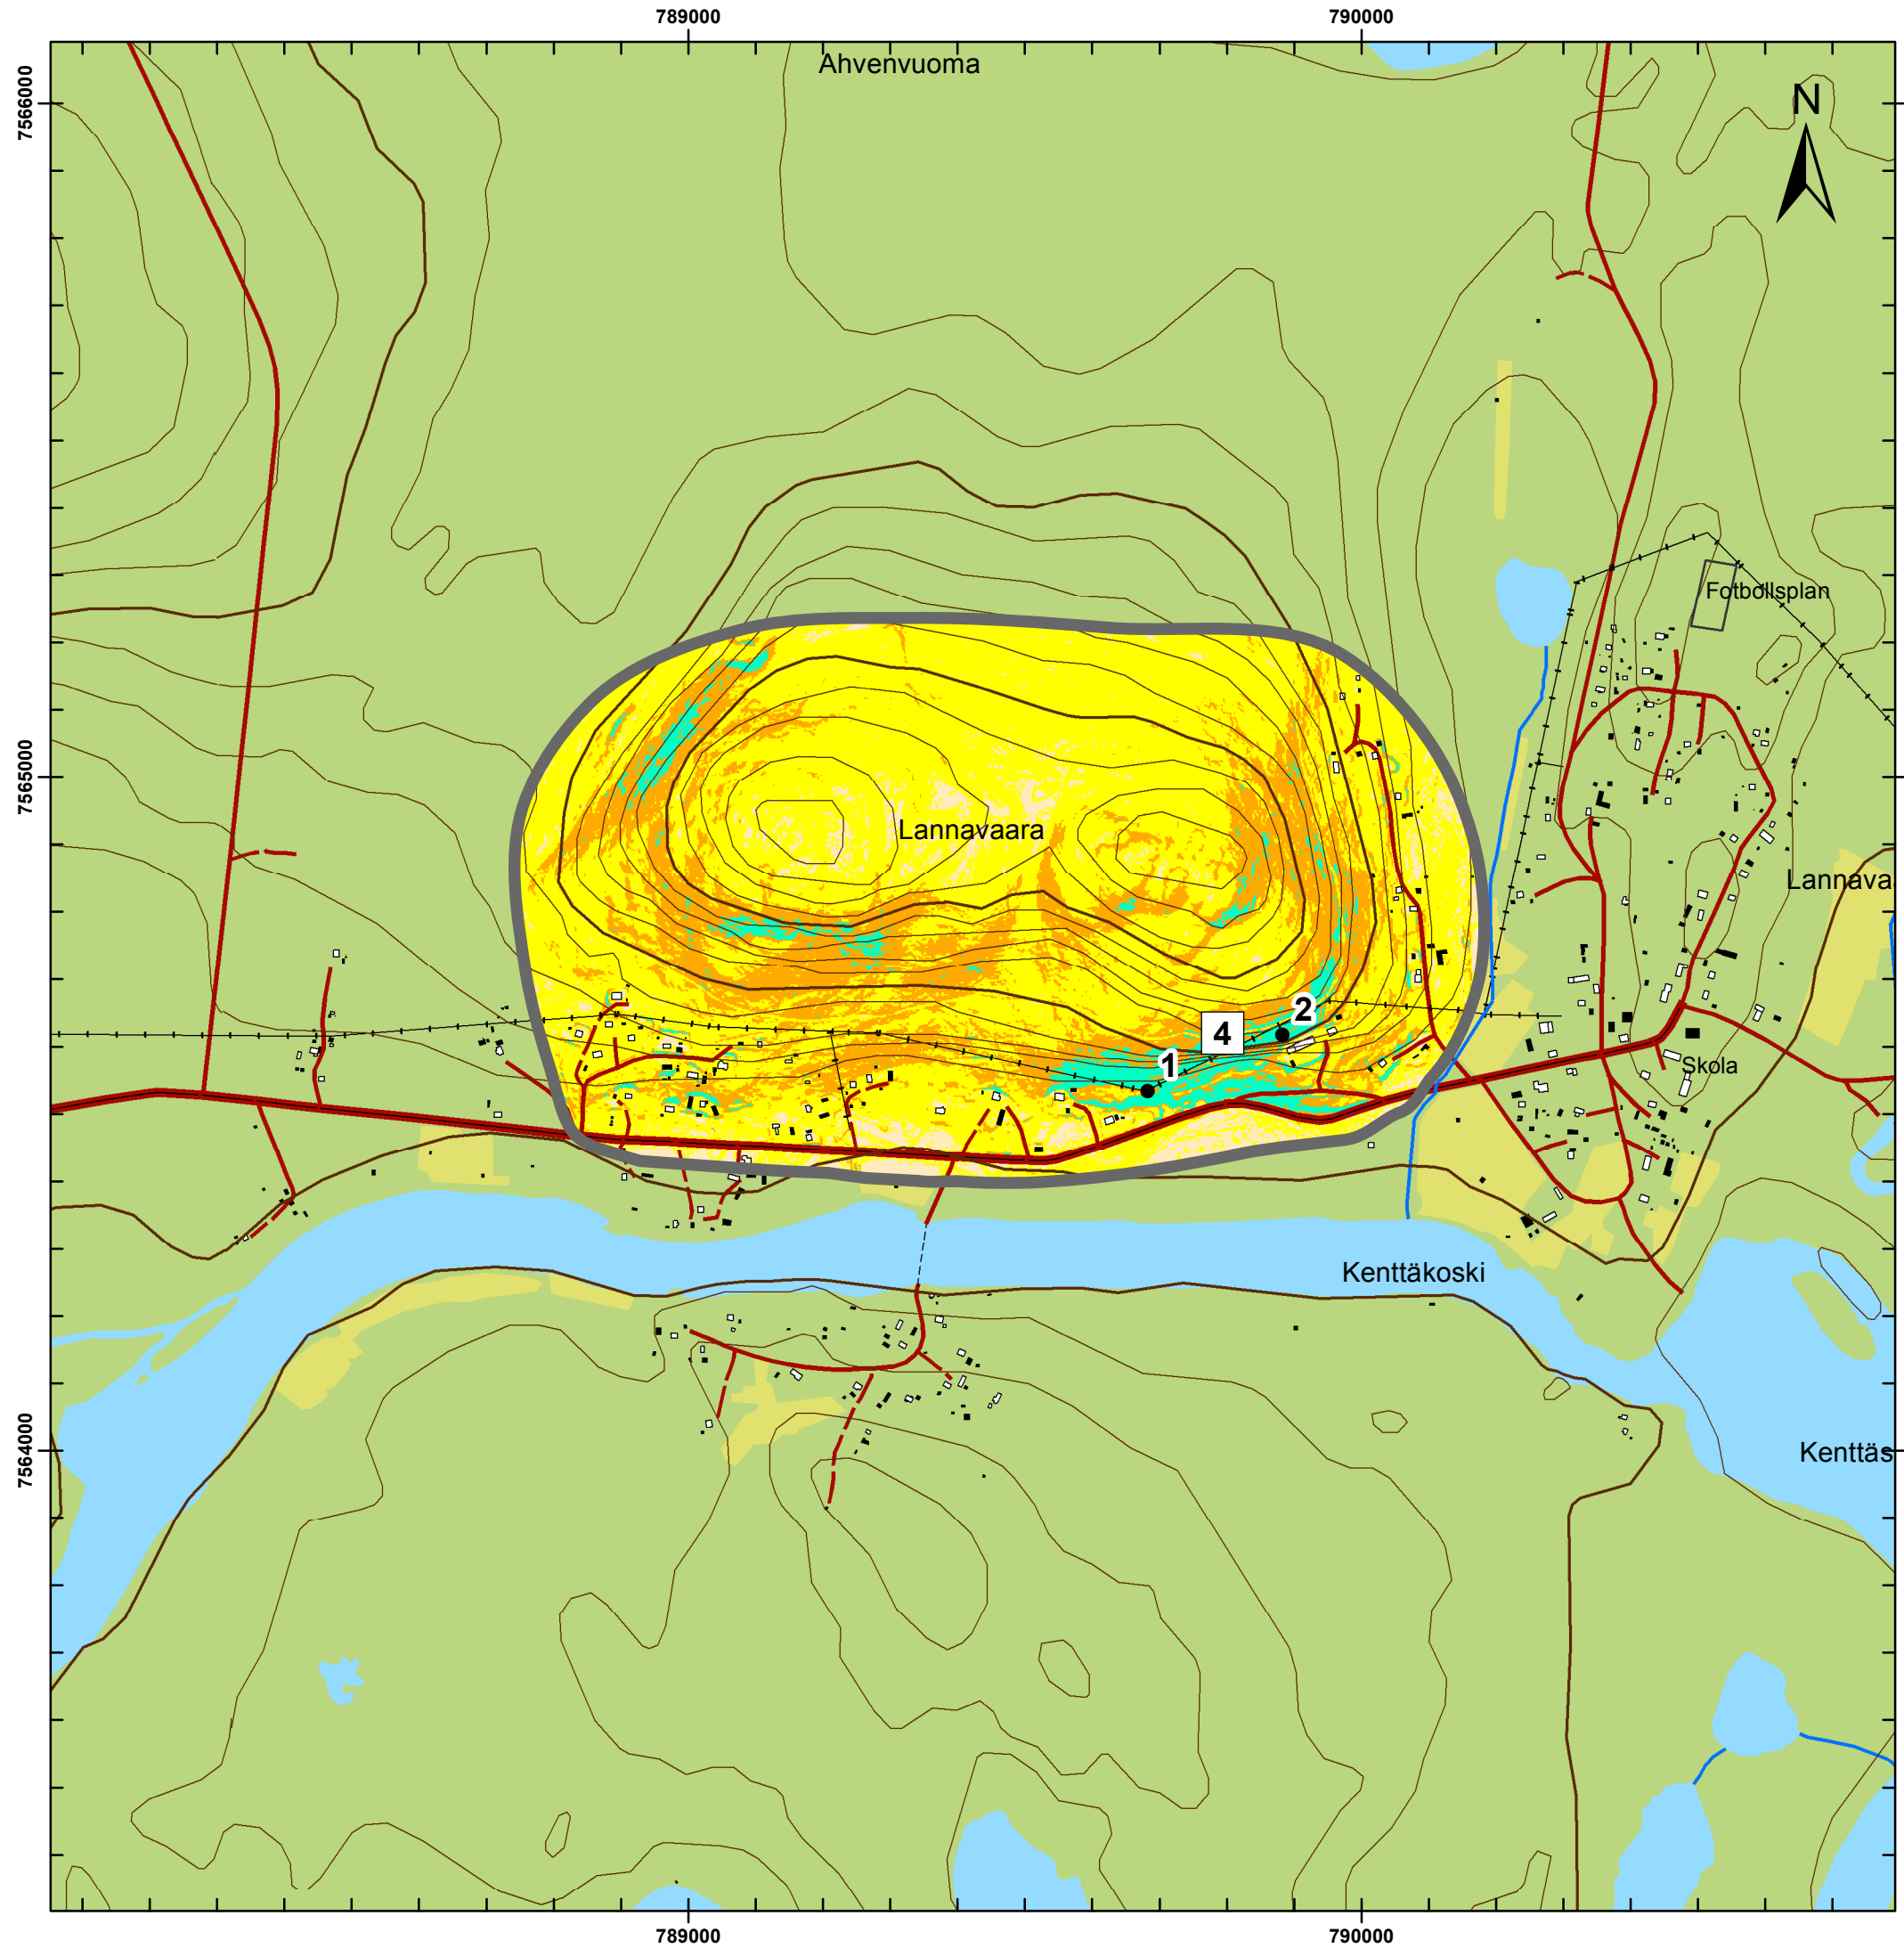 789000
790000
Ahvenvuoma
7566000
N
Fotbollsplan
7565000
Lannavaara
Lannava
2
4
1
Skola
Kenttäkoski
7564000
Kenttäs
789000
790000